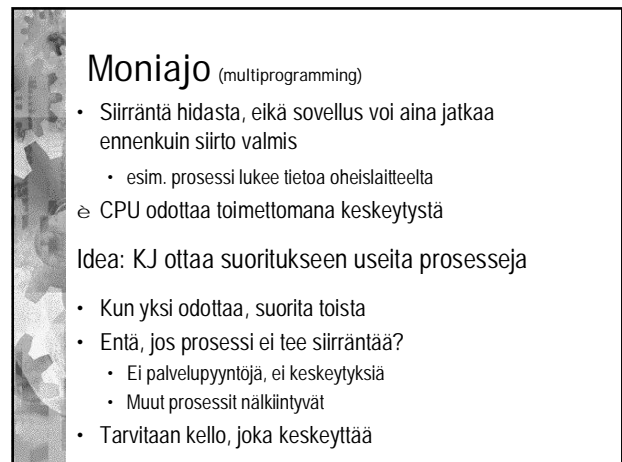 Moniajo (multiprogramming)
• Siirräntä hidasta, eikä sovellus voi aina jatkaa
ennenkuin siirto valmis
• esim. prosessi lukee tietoa oheislaitteelta
è CPU odottaa toimettomana keskeytystä
Idea: KJ ottaa suoritukseen useita prosesseja
• Kun yksi odottaa, suorita toista
• Entä, jos prosessi ei tee siirräntää?
• Ei palvelupyyntöjä, ei keskeytyksiä
• Muut prosessit nälkiintyvät
• Tarvitaan kello, joka keskeyttää